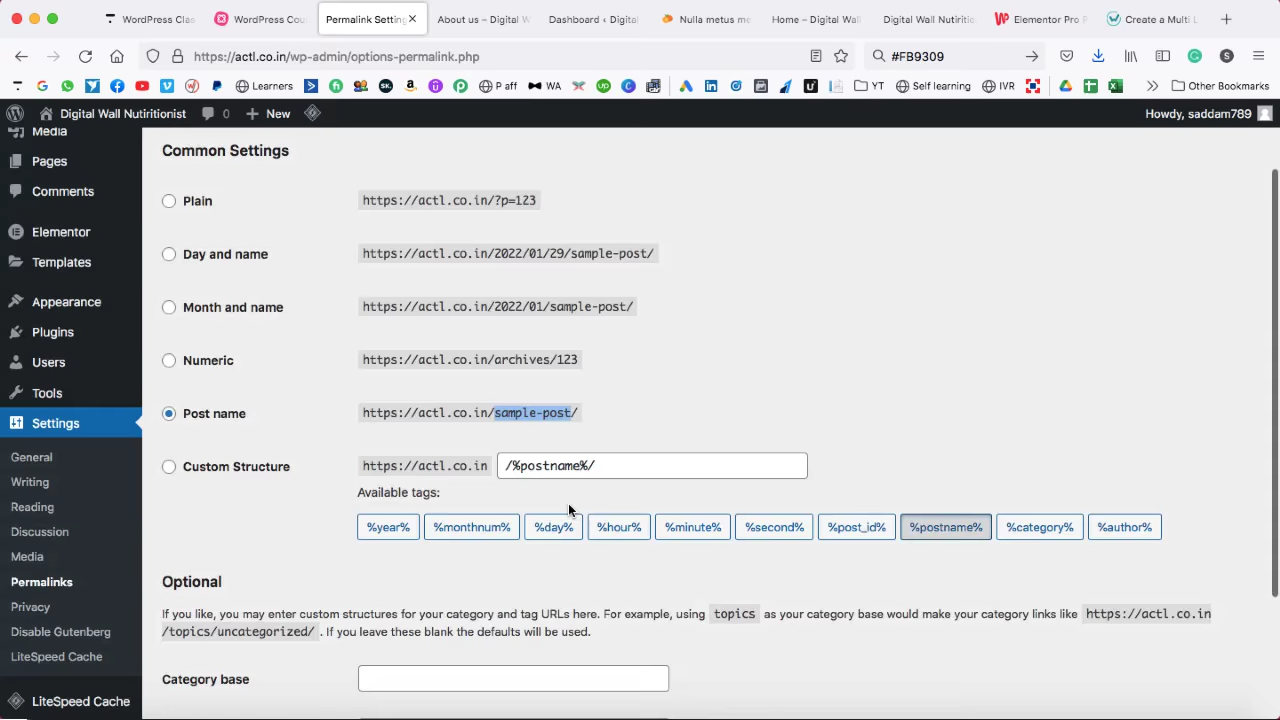 WordPress Clas
WordPress Cou
Permalink Setting
About us – Digital W
Dashboard ‹ Digital
Nulla metus me
Home – Digital Wall
Digital Wall Nutritio
Elementor Pro F
Create a Multi L
https://actl.co.in/wp-admin/options-permalink.php
#FB9309
S
Learners
P aff
WA
YT
Self learning
IVR
Other Bookmarks
Digital Wall Nutritionist
0
New
Howdy, saddam789
Media
Pages
Comments
Elementor
Templates
Appearance
Plugins
Users
Tools
Settings
General
Writing
Reading
Discussion
Media
Permalinks
Privacy
Disable Gutenberg
LiteSpeed Cache
LiteSpeed Cache
Common Settings
Plain
https://actl.co.in/?p=123
Day and name
https://actl.co.in/2022/01/29/sample-post/
Month and name
https://actl.co.in/2022/01/sample-post/
Numeric
https://actl.co.in/archives/123
Post name
https://actl.co.in/sample-post/
Custom Structure
https://actl.co.in
/%postname%/
Available tags:
%year%
%monthnum%
%day%
%hour%
%minute%
%second%
%post_id%
%postname%
%category%
%author%
Optional
If you like, you may enter custom structures for your category and tag URLs here. For example, using topics as your category base would make your category links like https://actl.co.in
/topics/uncategorized/ . If you leave these blank the defaults will be used.
Category base